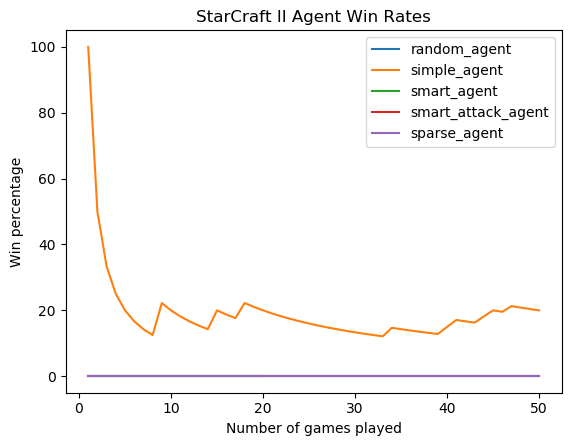 StarCraft II Agent Win Rates
random_agent
simple_agent
smart_agent
smart_attack_agent
sparse_agent
Win percentage
100
80
60
40
20
0
0 10 20 30 40 50
Number of games played